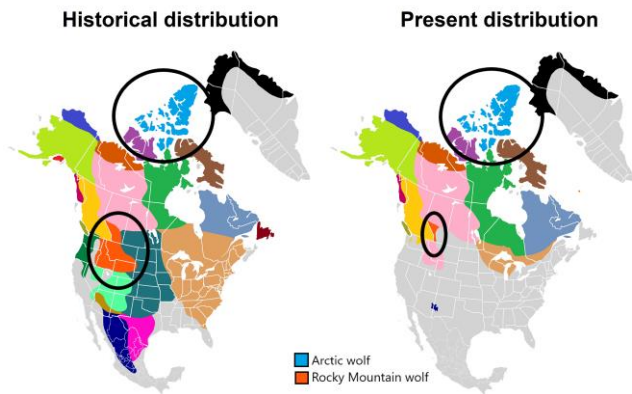 Historical distribution
Present distribution
Arctic wolf
Rocky Mountain wolf